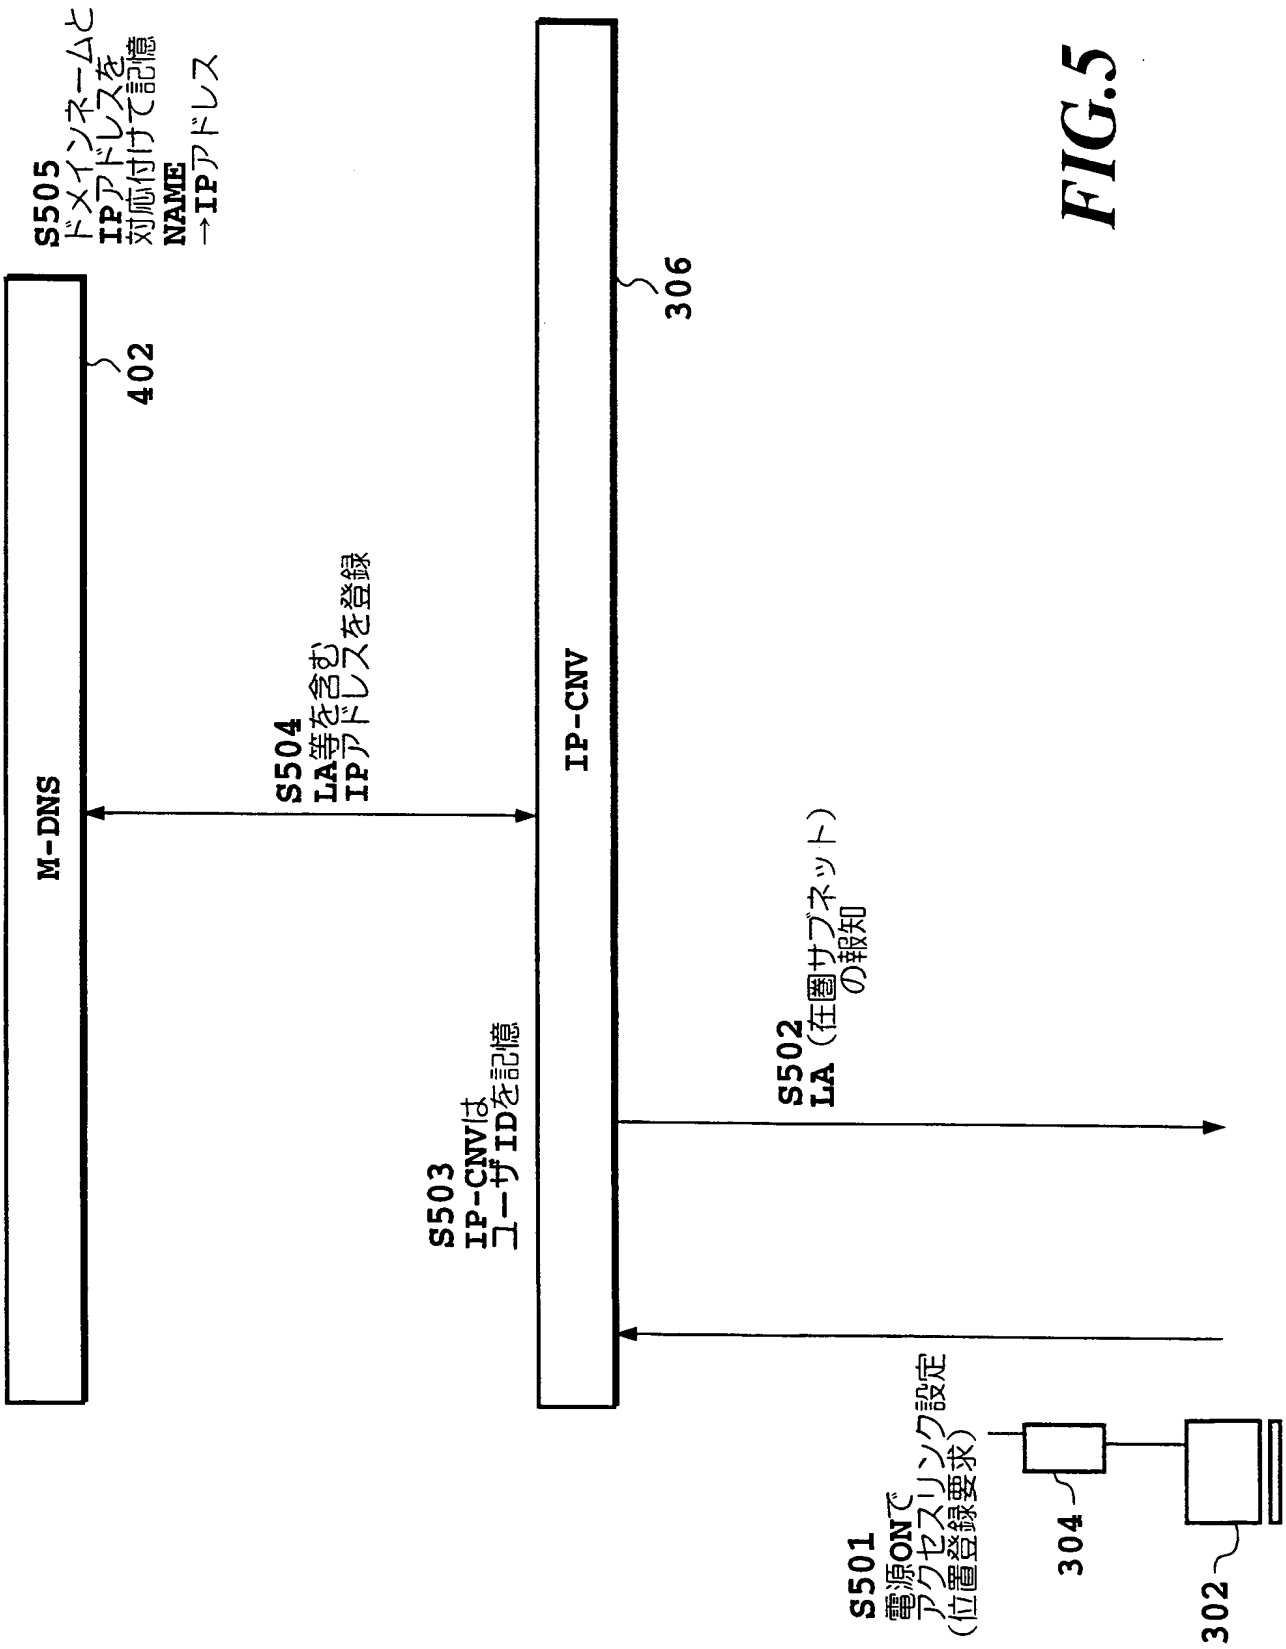 S505
ドメインネームと
IPアドレスを
対応付けて記憶
NAME
→IPアドレス
M-DNS
402
S504
LA等を含む
IPアドレスを登録
S503
IP-CNVは
ユーザIDを記憶
IP-CNV
306
S502
LA（在圏サブネット）
の報知
S501
電源ONで
アクセスリンク設定
（位置登録要求）
304
302
FIG.5